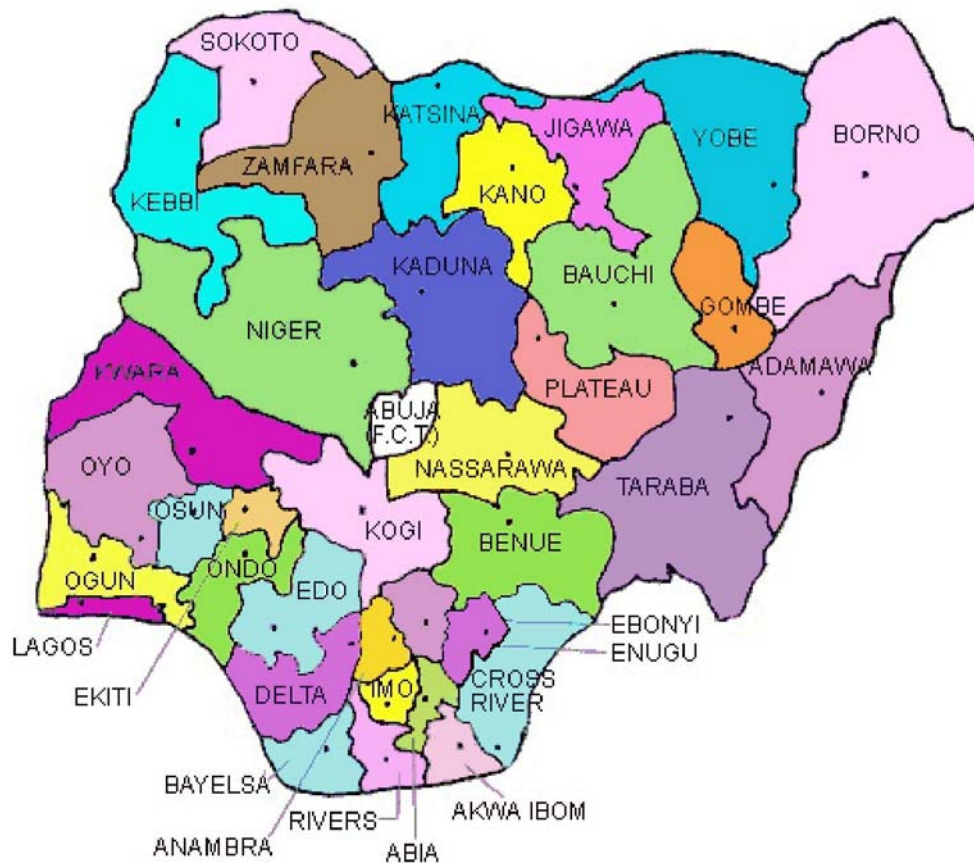 SOKOTO
KATSINA
JIGAWA
YOBE
BORNO
ZAMFARA
KANO
KEBBI
KADUNA
BAUCHI
GOMBE
NIGER
ADAMAWA
KWARA
PLATEAU
ABUJA
(F.C.T.)
OYO
NASSARAWA
TARABA
OSUN
KOGI
BENUE
ONDO
OGUN
EDO
EBONYI
LAGOS
ENUGU
EKITI
DELTA
IMO
CROSS
RIVER
BAYELSA
RIVERS
AKWA IBOM
ANAMBRA
ABIA